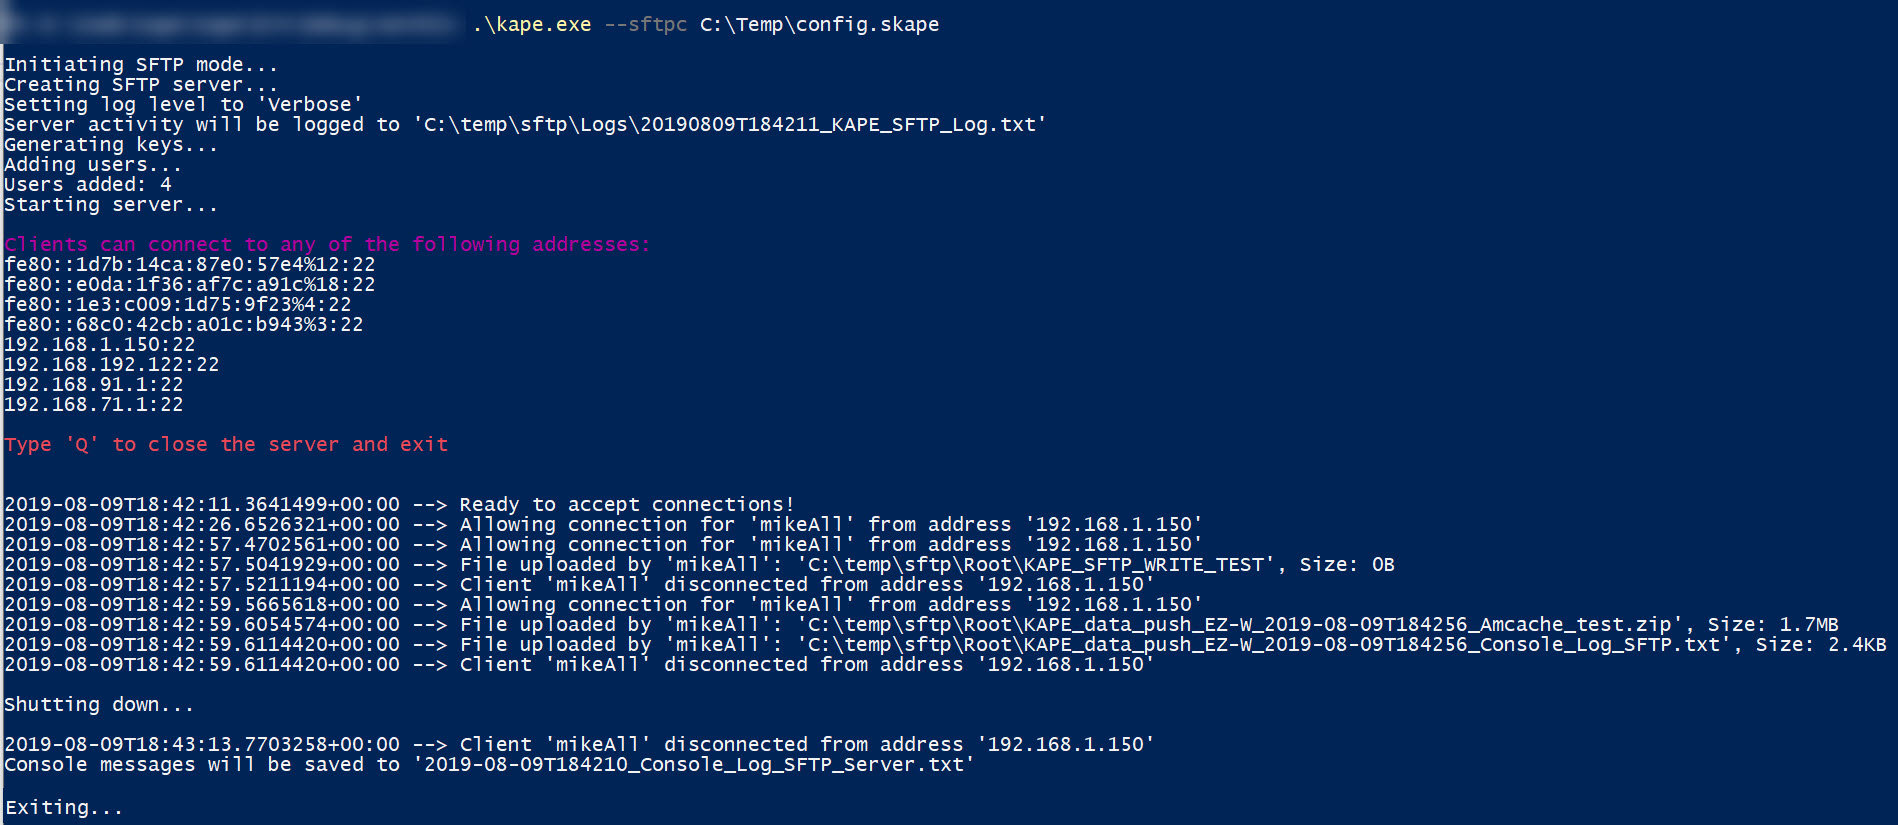 .\kape.exe --sftpc C:\Temp\config.skape
Initiating SFTP mode...
Creating SFTP server...
Setting log level to 'Verbose'
Server activity will be logged to 'C:\temp\sftp\Logs\20190809T184211_KAPE_SFTP_Log.txt'
Generating keys...
Adding users...
Users added: 4
Starting server...
Clients can connect to any of the following addresses:
fe80::1d7b:14ca:87e0:57e4%12:22
fe80::e0da:1f36:af7c:a91c%18:22
fe80::1e3:c009:1d75:9f23%4:22
fe80::68c0:42cb:a01c:b943%3:22
192.168.1.150:22
192.168.192.122:22
192.168.91.1:22
192.168.71.1:22
Type 'Q' to close the server and exit
2019-08-09T18:42:11.3641499+00:00 --> Ready to accept connections!
2019-08-09T18:42:26.6526321+00:00 --> Allowing connection for 'mikeAll' from address '192.168.1.150'
2019-08-09T18:42:57.4702561+00:00 --> Allowing connection for 'mikeAll' from address '192.168.1.150'
2019-08-09T18:42:57.5041929+00:00 --> File uploaded by 'mikeAll': 'C:\temp\sftp\Root\KAPE_SFTP_WRITE_TEST', Size: 0B
2019-08-09T18:42:57.5211194+00:00 --> Client 'mikeAll' disconnected from address '192.168.1.150'
2019-08-09T18:42:59.5665618+00:00 --> Allowing connection for 'mikeAll' from address '192.168.1.150'
2019-08-09T18:42:59.6054574+00:00 --> File uploaded by 'mikeAll': 'C:\temp\sftp\Root\KAPE_data_push_EZ-W_2019-08-09T184256_Amcache_test.zip', Size: 1.7MB
2019-08-09T18:42:59.6114420+00:00 --> File uploaded by 'mikeAll': 'C:\temp\sftp\Root\KAPE_data_push_EZ-W_2019-08-09T184256_Console_Log_SFTP.txt', Size: 2.4KB
2019-08-09T18:42:59.6114420+00:00 --> Client 'mikeAll' disconnected from address '192.168.1.150'
Shutting down...
2019-08-09T18:43:13.7703258+00:00 --> Client 'mikeAll' disconnected from address '192.168.1.150'
Console messages will be saved to '2019-08-09T184210_Console_Log_SFTP_Server.txt'
Exiting...